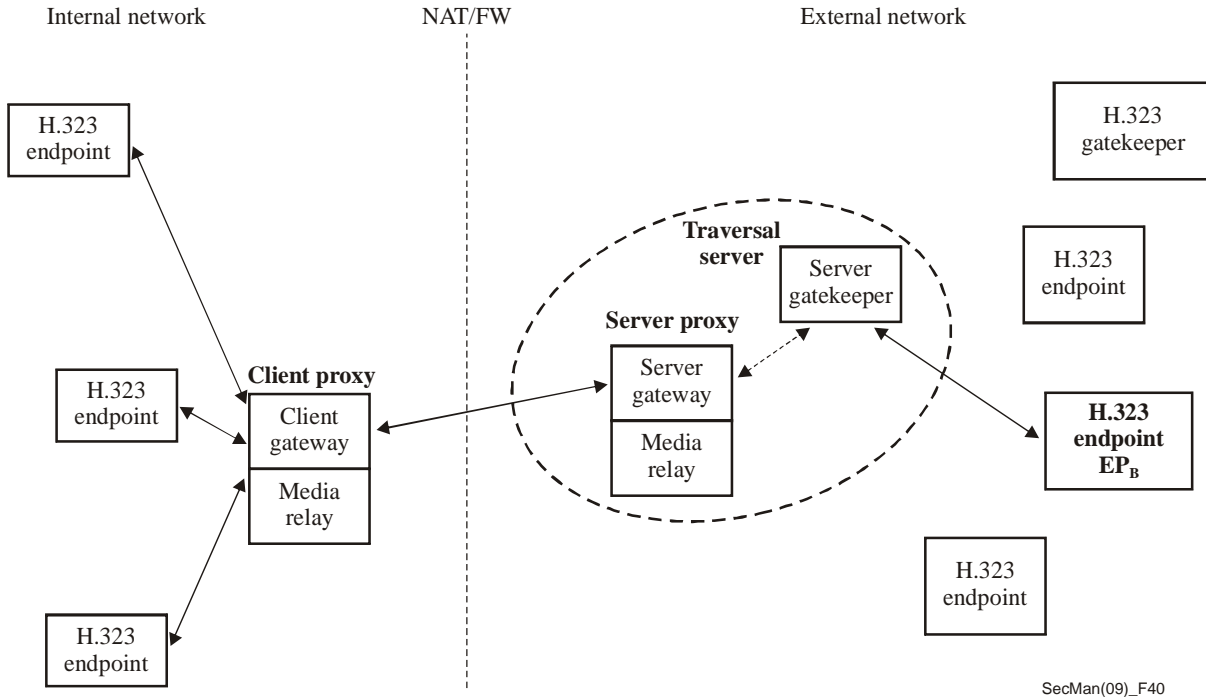 Internal network
NAT/FW
External network
H.323
endpoint
H.323
gatekeeper
Traversal
server
H.323
endpoint
Server
gatekeeper
Server proxy
Client proxy
H.323
endpoint
Server
gateway
Client
gateway
H.323
endpoint
EPB
Media
relay
Media
relay
H.323
endpoint
H.323
endpoint
SecMan(09)_F40